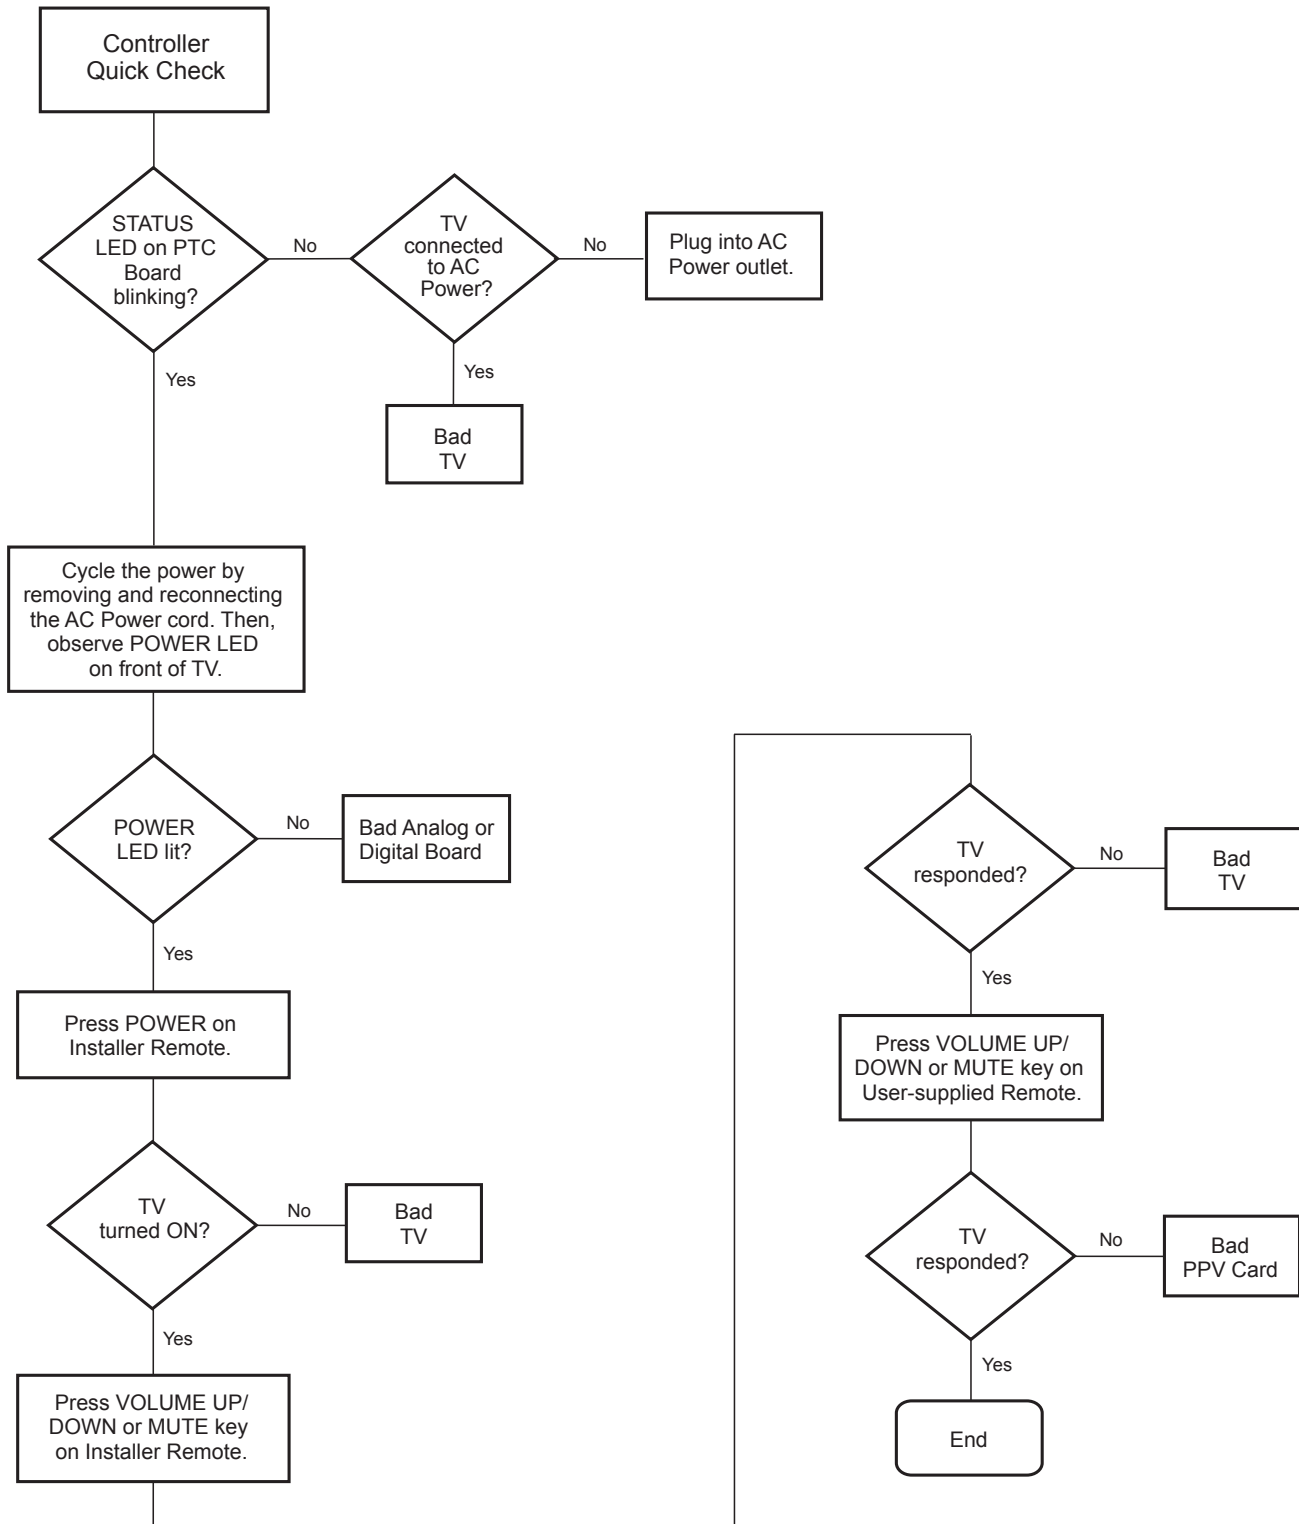 Controller
Quick Check
STATUS
LED on PTC
Board
blinking?
No
TV
connected
to AC
Power?
No
Plug into AC
Power outlet.
Yes
Yes
Bad
TV
Cycle the power by
removing and reconnecting
the AC Power cord. Then,
observe POWER LED
on front of TV.
POWER
LED lit?
No
Bad Analog or
Digital Board
Yes
Press POWER on
Installer Remote.
TV
turned ON?
No
Bad
TV
Yes
Press VOLUME UP/
DOWN or MUTE key
on Installer Remote.
TV
responded?
No
Bad
TV
Yes
Press VOLUME UP/
DOWN or MUTE key on
User-supplied Remote.
TV
responded?
No
Bad
PPV Card
Yes
End